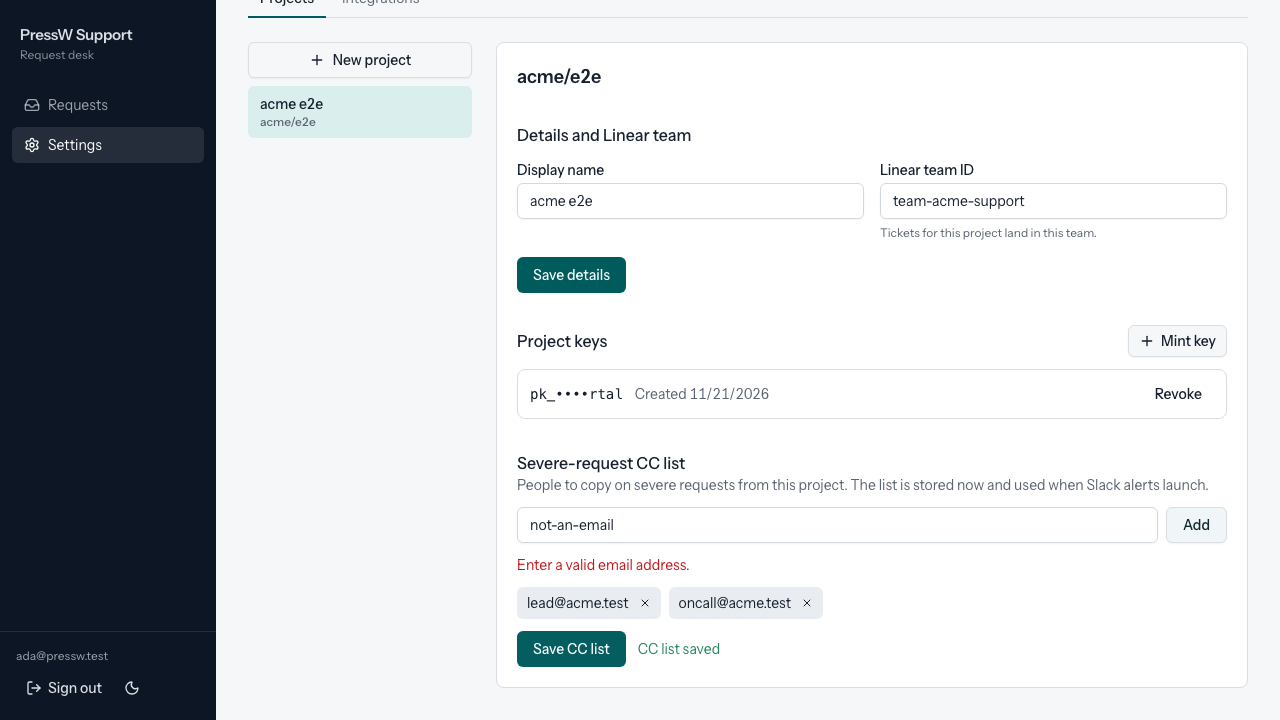 PressW Support
Request desk
Requests
Settings
ada@pressw.test
Sign out
Projects
Integrations
New project
acme e2e
acme/e2e
acme/e2e
Details and Linear team
Display name
acme e2e
Linear team ID
team-acme-support
Tickets for this project land in this team.
Save details
Project keys
Mint key
pk_••••rtal
Created 11/21/2026
Revoke
Severe-request CC list
People to copy on severe requests from this project. The list is stored now and used when Slack alerts launch.
not-an-email
Add
Enter a valid email address.
lead@acme.test
oncall@acme.test
Save CC list
CC list saved